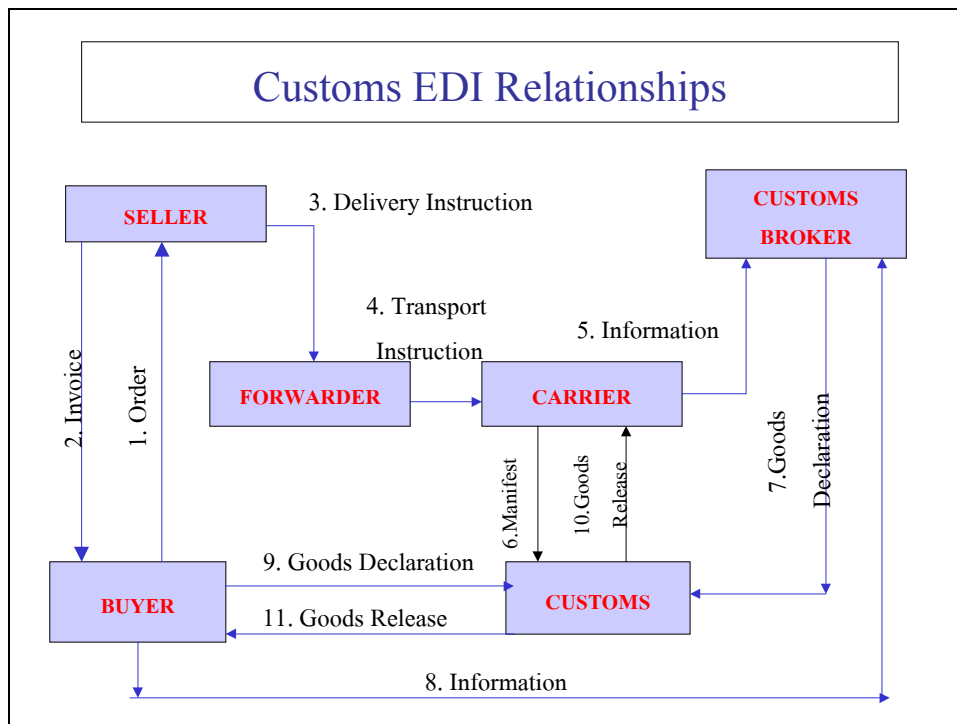 Customs EDI Relationships
SELLER
3. Delivery Instruction
CUSTOMS
BROKER
4. Transport
Instruction
5. Information
2. Invoice
1. Order
FORWARDER
CARRIER
7.Goods
Declaration
6.Manifest
10.Goods
Release
9. Goods Declaration
BUYER
CUSTOMS
11. Goods Release
8. Information